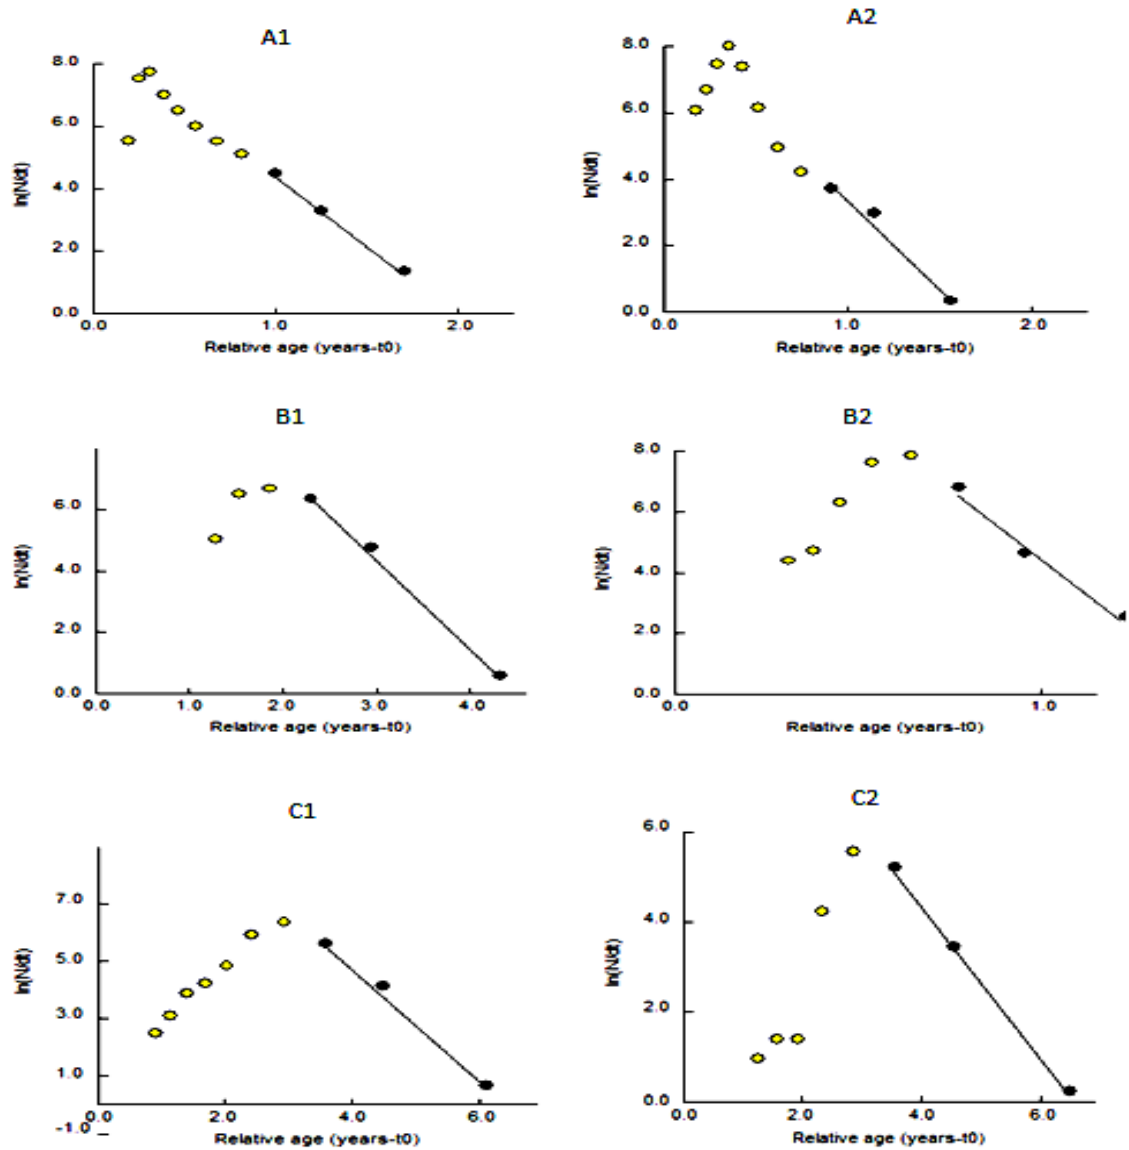 A1
8.0
6.0
4.0
2.0
0.0
0.0 1.0 2.0
ln(N/dt)
Relative age (years-t0)
A2
8.0
6.0
4.0
2.0
0.0
0.0 1.0 2.0
ln(N/dt)
Relative age (years-t0)
B1
6.0
4.0
2.0
0.0
0.0 1.0 2.0 3.0 4.0
ln(N/dt)
Relative age (years-t0)
B2
8.0
6.0
4.0
2.0
0.0
0.0 1.0
ln(N/dt)
Relative age (years-t0)
C1
7.0
5.0
3.0
1.0
-1.0
0.0 2.0 4.0 6.0
ln(N/dt)
Relative age (years-t0)
C2
6.0
4.0
2.0
0.0
0.0 2.0 4.0 6.0
ln(N/dt)
Relative age (years-t0)